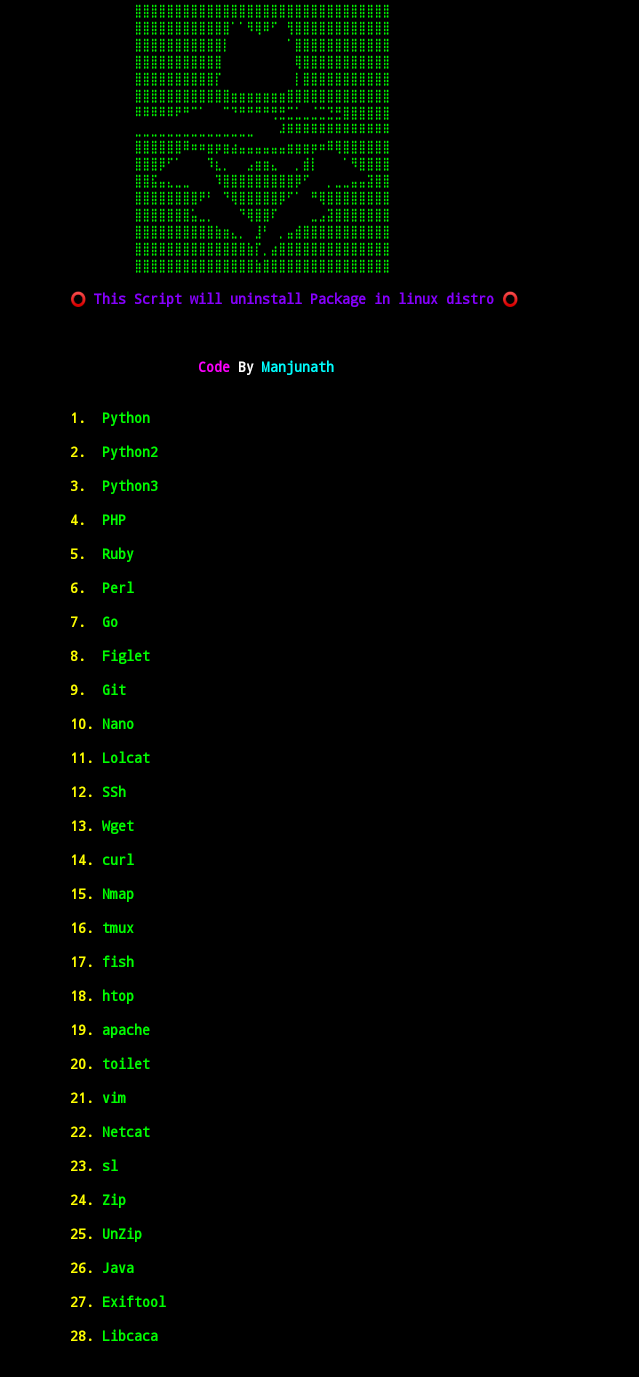 ⭕ This Script will uninstall Package in linux distro ⭕
Code By Manjunath
1. Python
2. Python2
3. Python3
4. PHP
5. Ruby
6. Perl
7. Go
8. Figlet
9. Git
10. Nano
11. Lolcat
12. SSh
13. Wget
14. curl
15. Nmap
16. tmux
17. fish
18. htop
19. apache
20. toilet
21. vim
22. Netcat
23. sl
24. Zip
25. UnZip
26. Java
27. Exiftool
28. Libcaca